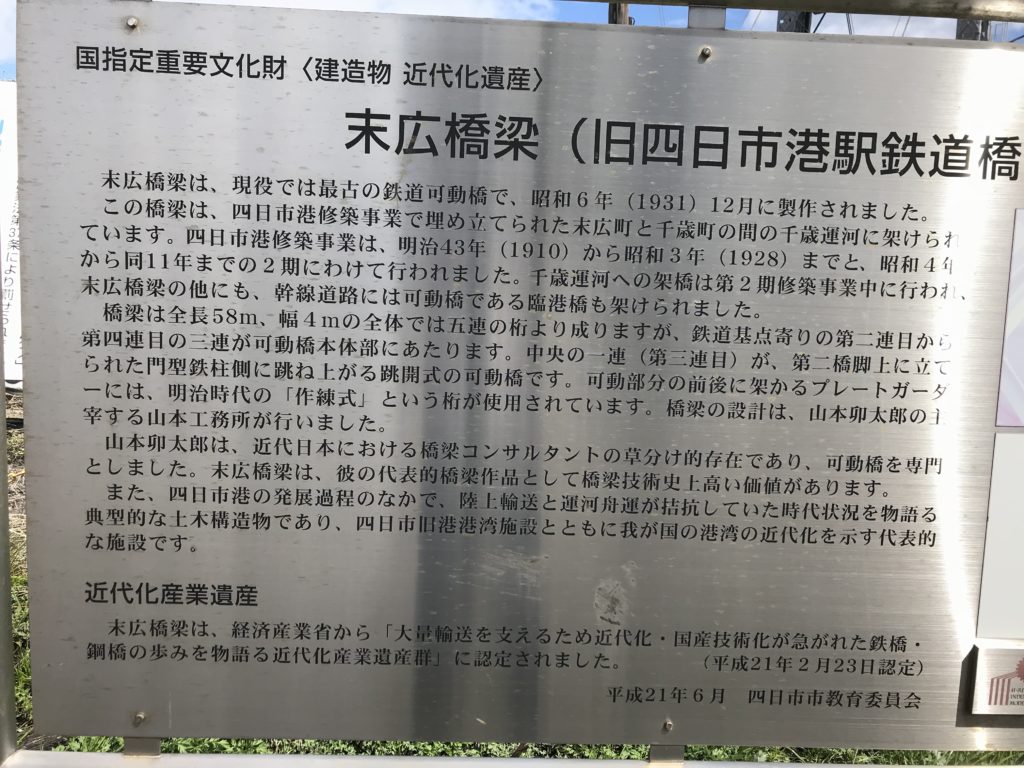 国指定重要文化財〈建造物 近代化遺産〉
末広橋梁（旧四日市港駅鉄道橋
末広橋梁は、現役では最古の鉄道可動橋で、昭和６年（1931）12月に製作されました。
この橋梁は、四日市港修築事業で埋め立てられた末広町と千歳町の間の千歳運河に架けられ
ています。四日市港修築事業は、明治43年（1910）から昭和３年（1928）までと、昭和４年
から同11年までの２期にわけて行われました。千歳運河への架橋は第２期修築事業中に行われ、
末広橋梁の他にも、幹線道路には可動橋である臨港橋も架けられました。
橋梁は全長58m、幅４mの全体では五連の桁より成りますが、鉄道基点寄りの第二連目から
第四連目の三連が可動橋本体部にあたります。中央の一連（第三連目）が、第二橋脚上に立て
られた門型鉄柱側に跳ね上がる跳開式の可動橋です。可動部分の前後に架かるプレートガーダ
ーには、明治時代の「作練式」という桁が使用されています。橋梁の設計は、山本卯太郎の主
宰する山本工務所が行いました。
山本卯太郎は、近代日本における橋梁コンサルタントの草分け的存在であり、可動橋を専門
としました。末広橋梁は、彼の代表的橋梁作品として橋梁技術史上高い価値があります。
また、四日市港の発展過程のなかで、陸上輸送と運河舟運が拮抗していた時代状況を物語る
典型的な土木構造物であり、四日市旧港港湾施設とともに我が国の港湾の近代化を示す代表的
な施設です。
近代化産業遺産
末広橋梁は、経済産業省から「大量輸送を支えるため近代化・国産技術化が急がれた鉄橋・
鋼橋の歩みを物語る近代化産業遺産群」に認定されました。　（平成21年２月23日認定）
平成21年６月　四日市市教育委員会